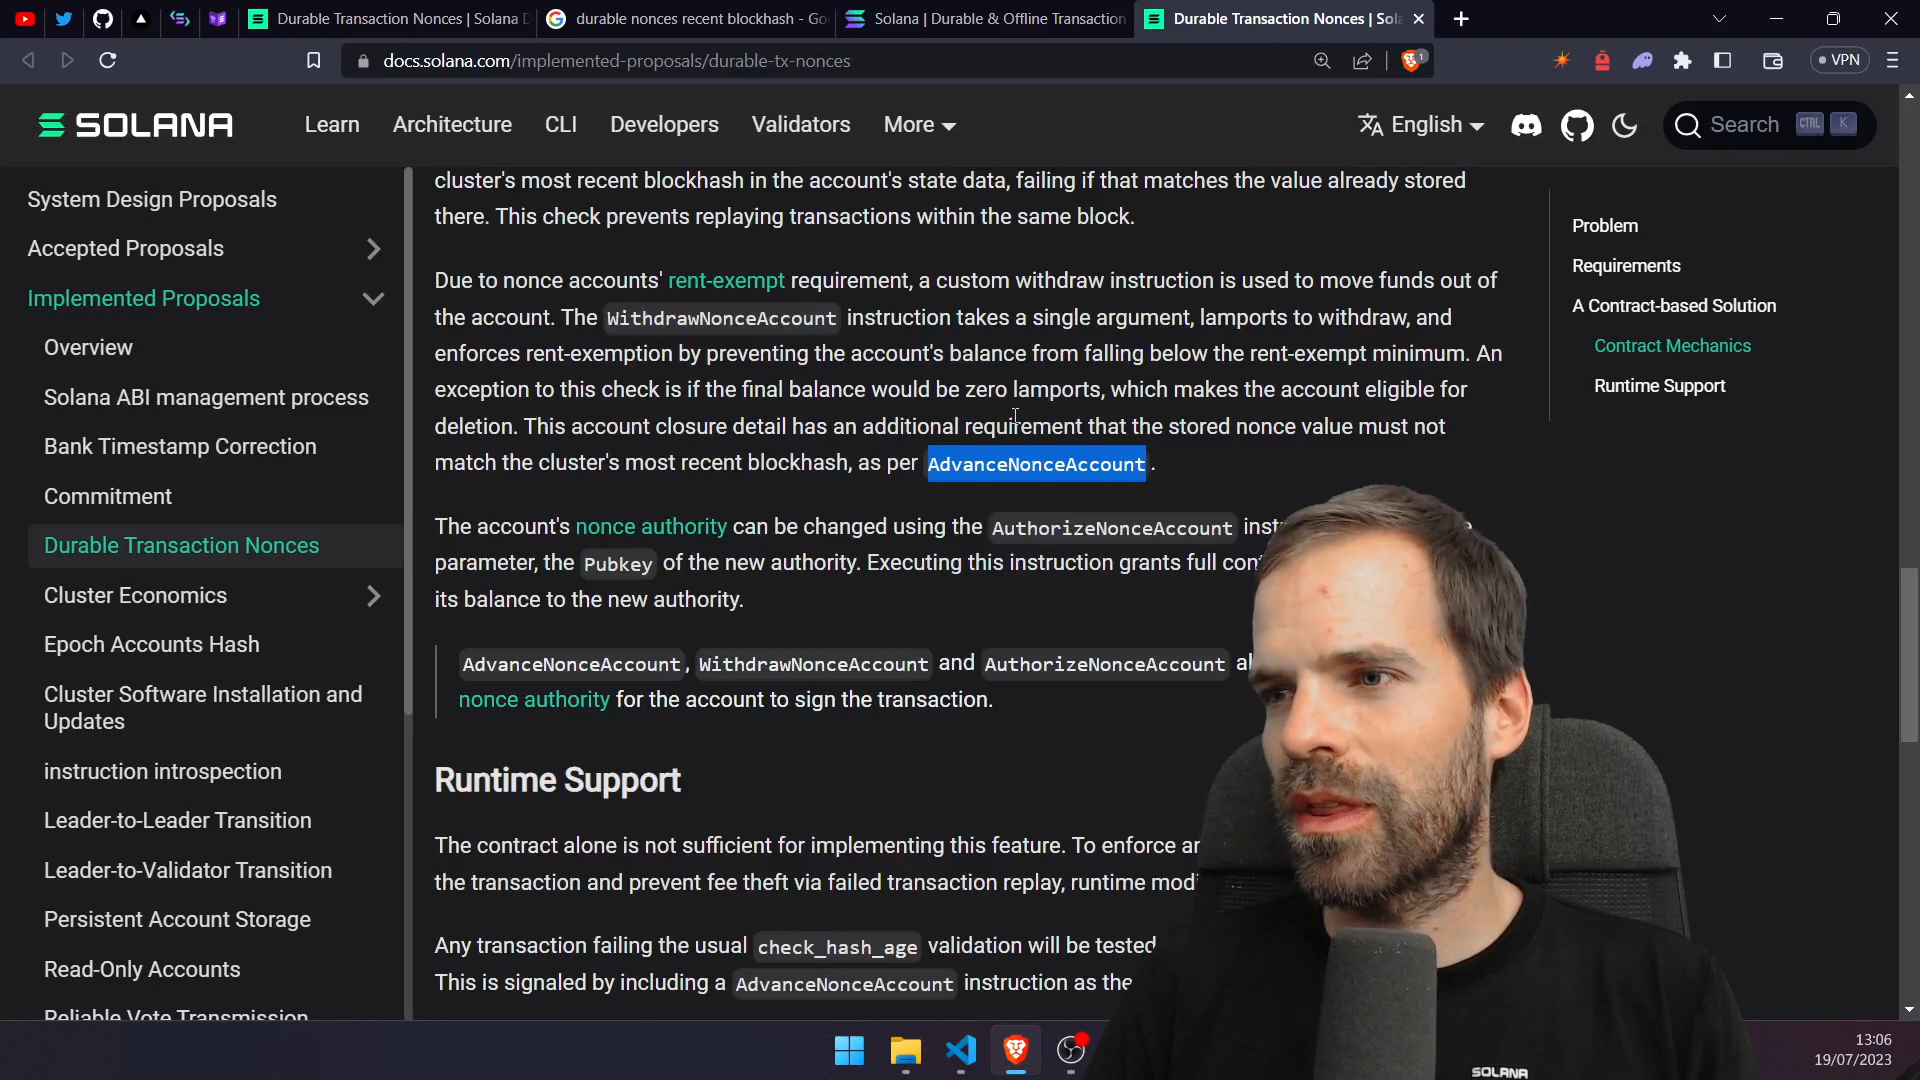 Durable Transaction Nonces | Solana D
durable nonces recent blockhash - Go
Solana | Durable & Offline Transaction
Durable Transaction Nonces | Sola
docs.solana.com/implemented-proposals/durable-tx-nonces
1
VPN
SOLANA
Learn
Architecture
CLI
Developers
Validators
More
English
Search
CTRL
K
System Design Proposals
Accepted Proposals
Implemented Proposals
Overview
Solana ABI management process
Bank Timestamp Correction
Commitment
Durable Transaction Nonces
Cluster Economics
Epoch Accounts Hash
Cluster Software Installation and
Updates
instruction introspection
Leader-to-Leader Transition
Leader-to-Validator Transition
Persistent Account Storage
Read-Only Accounts
Reliable Vote Transmission
cluster's most recent blockhash in the account's state data, failing if that matches the value already stored
there. This check prevents replaying transactions within the same block.
Due to nonce accounts' rent-exempt requirement, a custom withdraw instruction is used to move funds out of
the account. The WithdrawNonceAccount instruction takes a single argument, lamports to withdraw, and
enforces rent-exemption by preventing the account's balance from falling below the rent-exempt minimum. An
exception to this check is if the final balance would be zero lamports, which makes the account eligible for
deletion. This account closure detail has an additional requirement that the stored nonce value must not
match the cluster's most recent blockhash, as per AdvanceNonceAccount.
The account's nonce authority can be changed using the AuthorizeNonceAccount inst
parameter, the Pubkey of the new authority. Executing this instruction grants full con
its balance to the new authority.
AdvanceNonceAccount, WithdrawNonceAccount and AuthorizeNonceAccount al
nonce authority for the account to sign the transaction.
Runtime Support
The contract alone is not sufficient for implementing this feature. To enforce an
the transaction and prevent fee theft via failed transaction replay, runtime modi
Any transaction failing the usual check_hash_age validation will be tested
This is signaled by including a AdvanceNonceAccount instruction as the
Problem
Requirements
A Contract-based Solution
Contract Mechanics
Runtime Support
SOLANA
13:06
19/07/2023